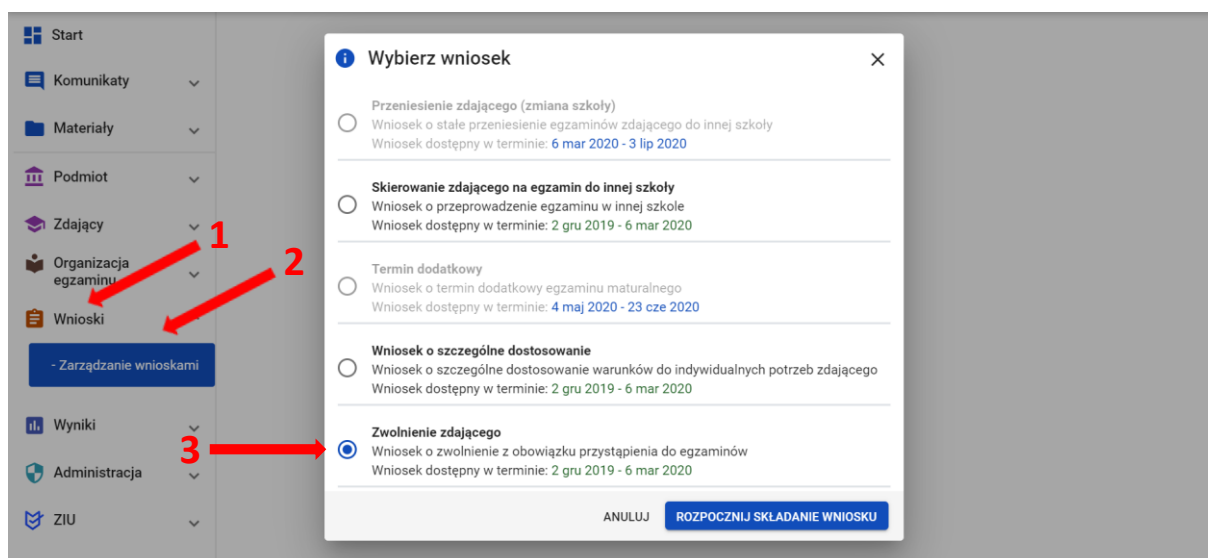 Start
Komunikaty
Materiały
Podmiot
Zdający
1
2
Organizacja
egzaminu
Wnioski
- Zarządzanie wnioskami
Wyniki
3
Administracja
ZIU
Wybierz wniosek
Przeniesienie zdającego (zmiana szkoły)
Wniosek o stałe przeniesienie egzaminów zdającego do innej szkoły
Wniosek dostępny w terminie: 6 mar 2020 - 3 lip 2020
Skierowanie zdającego na egzamin do innej szkoły
Wniosek o przeprowadzenie egzaminu w innej szkole
Wniosek dostępny w terminie: 2 gru 2019 - 6 mar 2020
Termin dodatkowy
Wniosek o termin dodatkowy egzaminu maturalnego
Wniosek dostępny w terminie: 4 maj 2020 - 23 cze 2020
Wniosek o szczególne dostosowanie
Wniosek o szczególne dostosowanie warunków do indywidualnych potrzeb zdającego
Wniosek dostępny w terminie: 2 gru 2019 - 6 mar 2020
Zwolnienie zdającego
Wniosek o zwolnienie z obowiązku przystąpienia do egzaminów
Wniosek dostępny w terminie: 2 gru 2019 - 6 mar 2020
ANULUJ ROZPOCZNIJ SKŁADANIE WNIOSKU